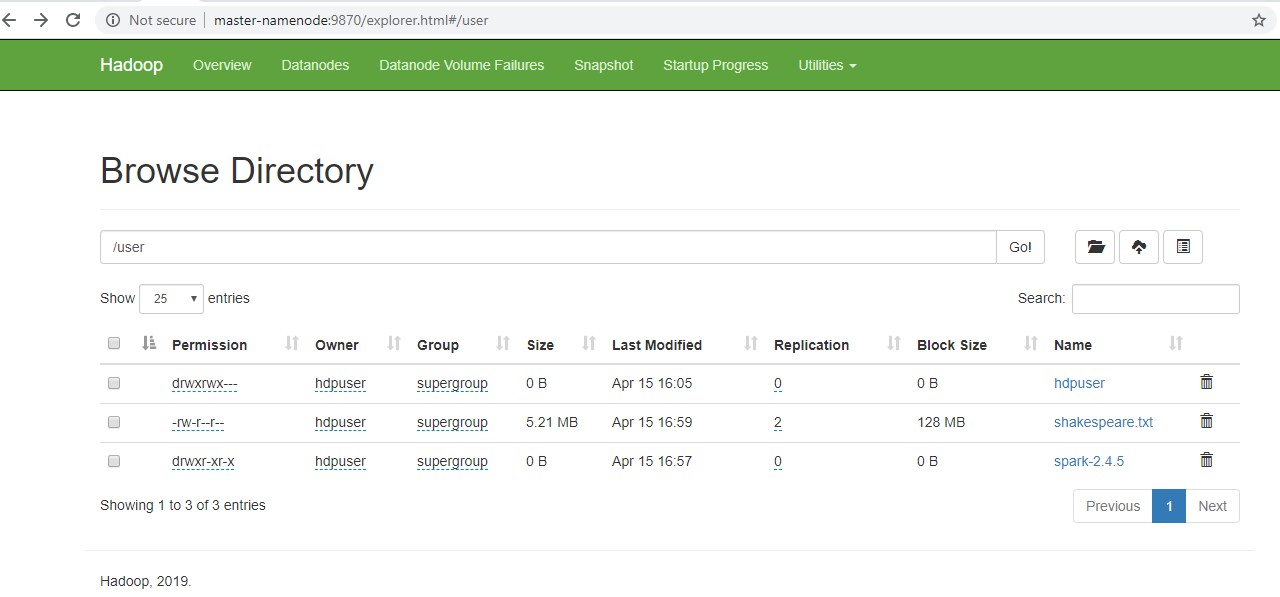 Not secure master-namenode:9870/explorer.html#/user
Hadoop Overview Datanodes Datanode Volume Failures Snapshot Startup Progress Utilities
Browse Directory
/user Go!
Show 25 entries Search:
Permission Owner Group Size Last Modified Replication Block Size Name
drwxrwx--- hdpuser supergroup 0 B Apr 15 16:05 0 0 B hdpuser
-rw-r--r-- hdpuser supergroup 5.21 MB Apr 15 16:59 2 128 MB shakespeare.txt
drwxr-xr-x hdpuser supergroup 0 B Apr 15 16:57 0 0 B spark-2.4.5
Showing 1 to 3 of 3 entries Previous 1 Next
Hadoop, 2019.